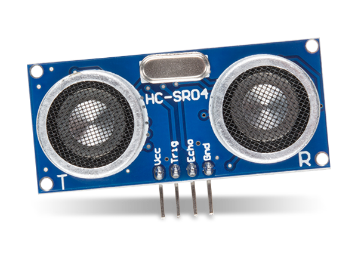 HC-SR04
Vcc
Trig
Echo
Gnd
T
R